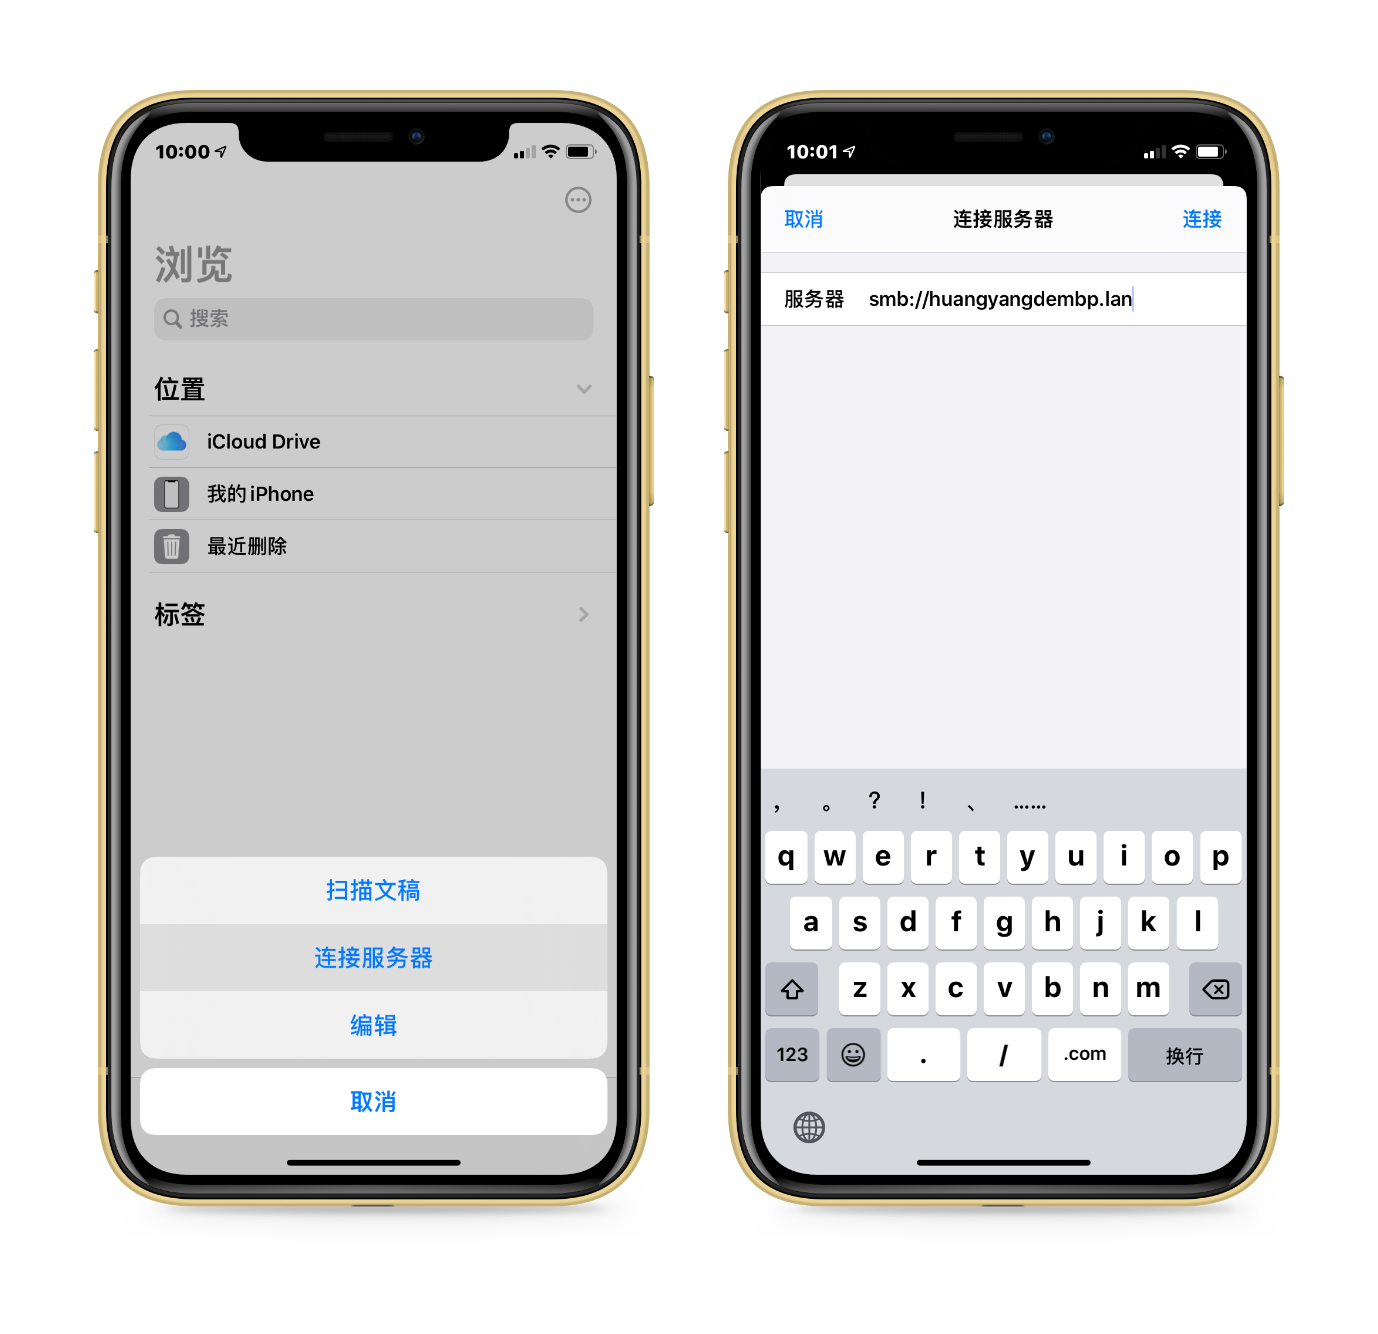 10:00
浏览
搜索
位置
iCloud Drive
我的 iPhone
最近删除
标签
扫描文稿
连接服务器
编辑
取消
10:01
取消 连接服务器 连接
服务器 smb://huangyangdembp.lan
， 。 ？ ！ 、 ……
q w e r t y u i o p
a s d f g h j k l
z x c v b n m
123 . / .com 换行